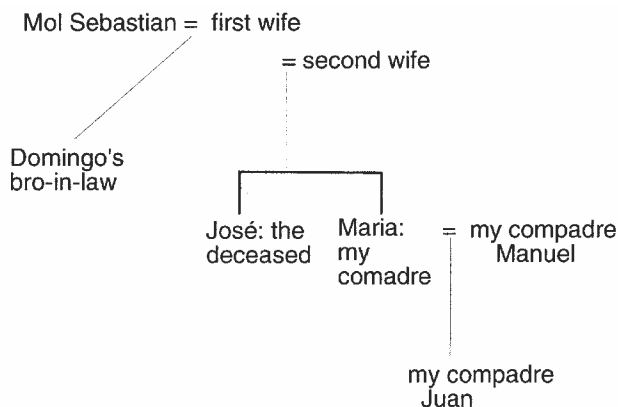 Mol Sebastian = first wife
= second wife
Domingo's
bro-in-law
José: the
deceased
Maria:
my
comadre
= my compadre
Manuel
my compadre
Juan